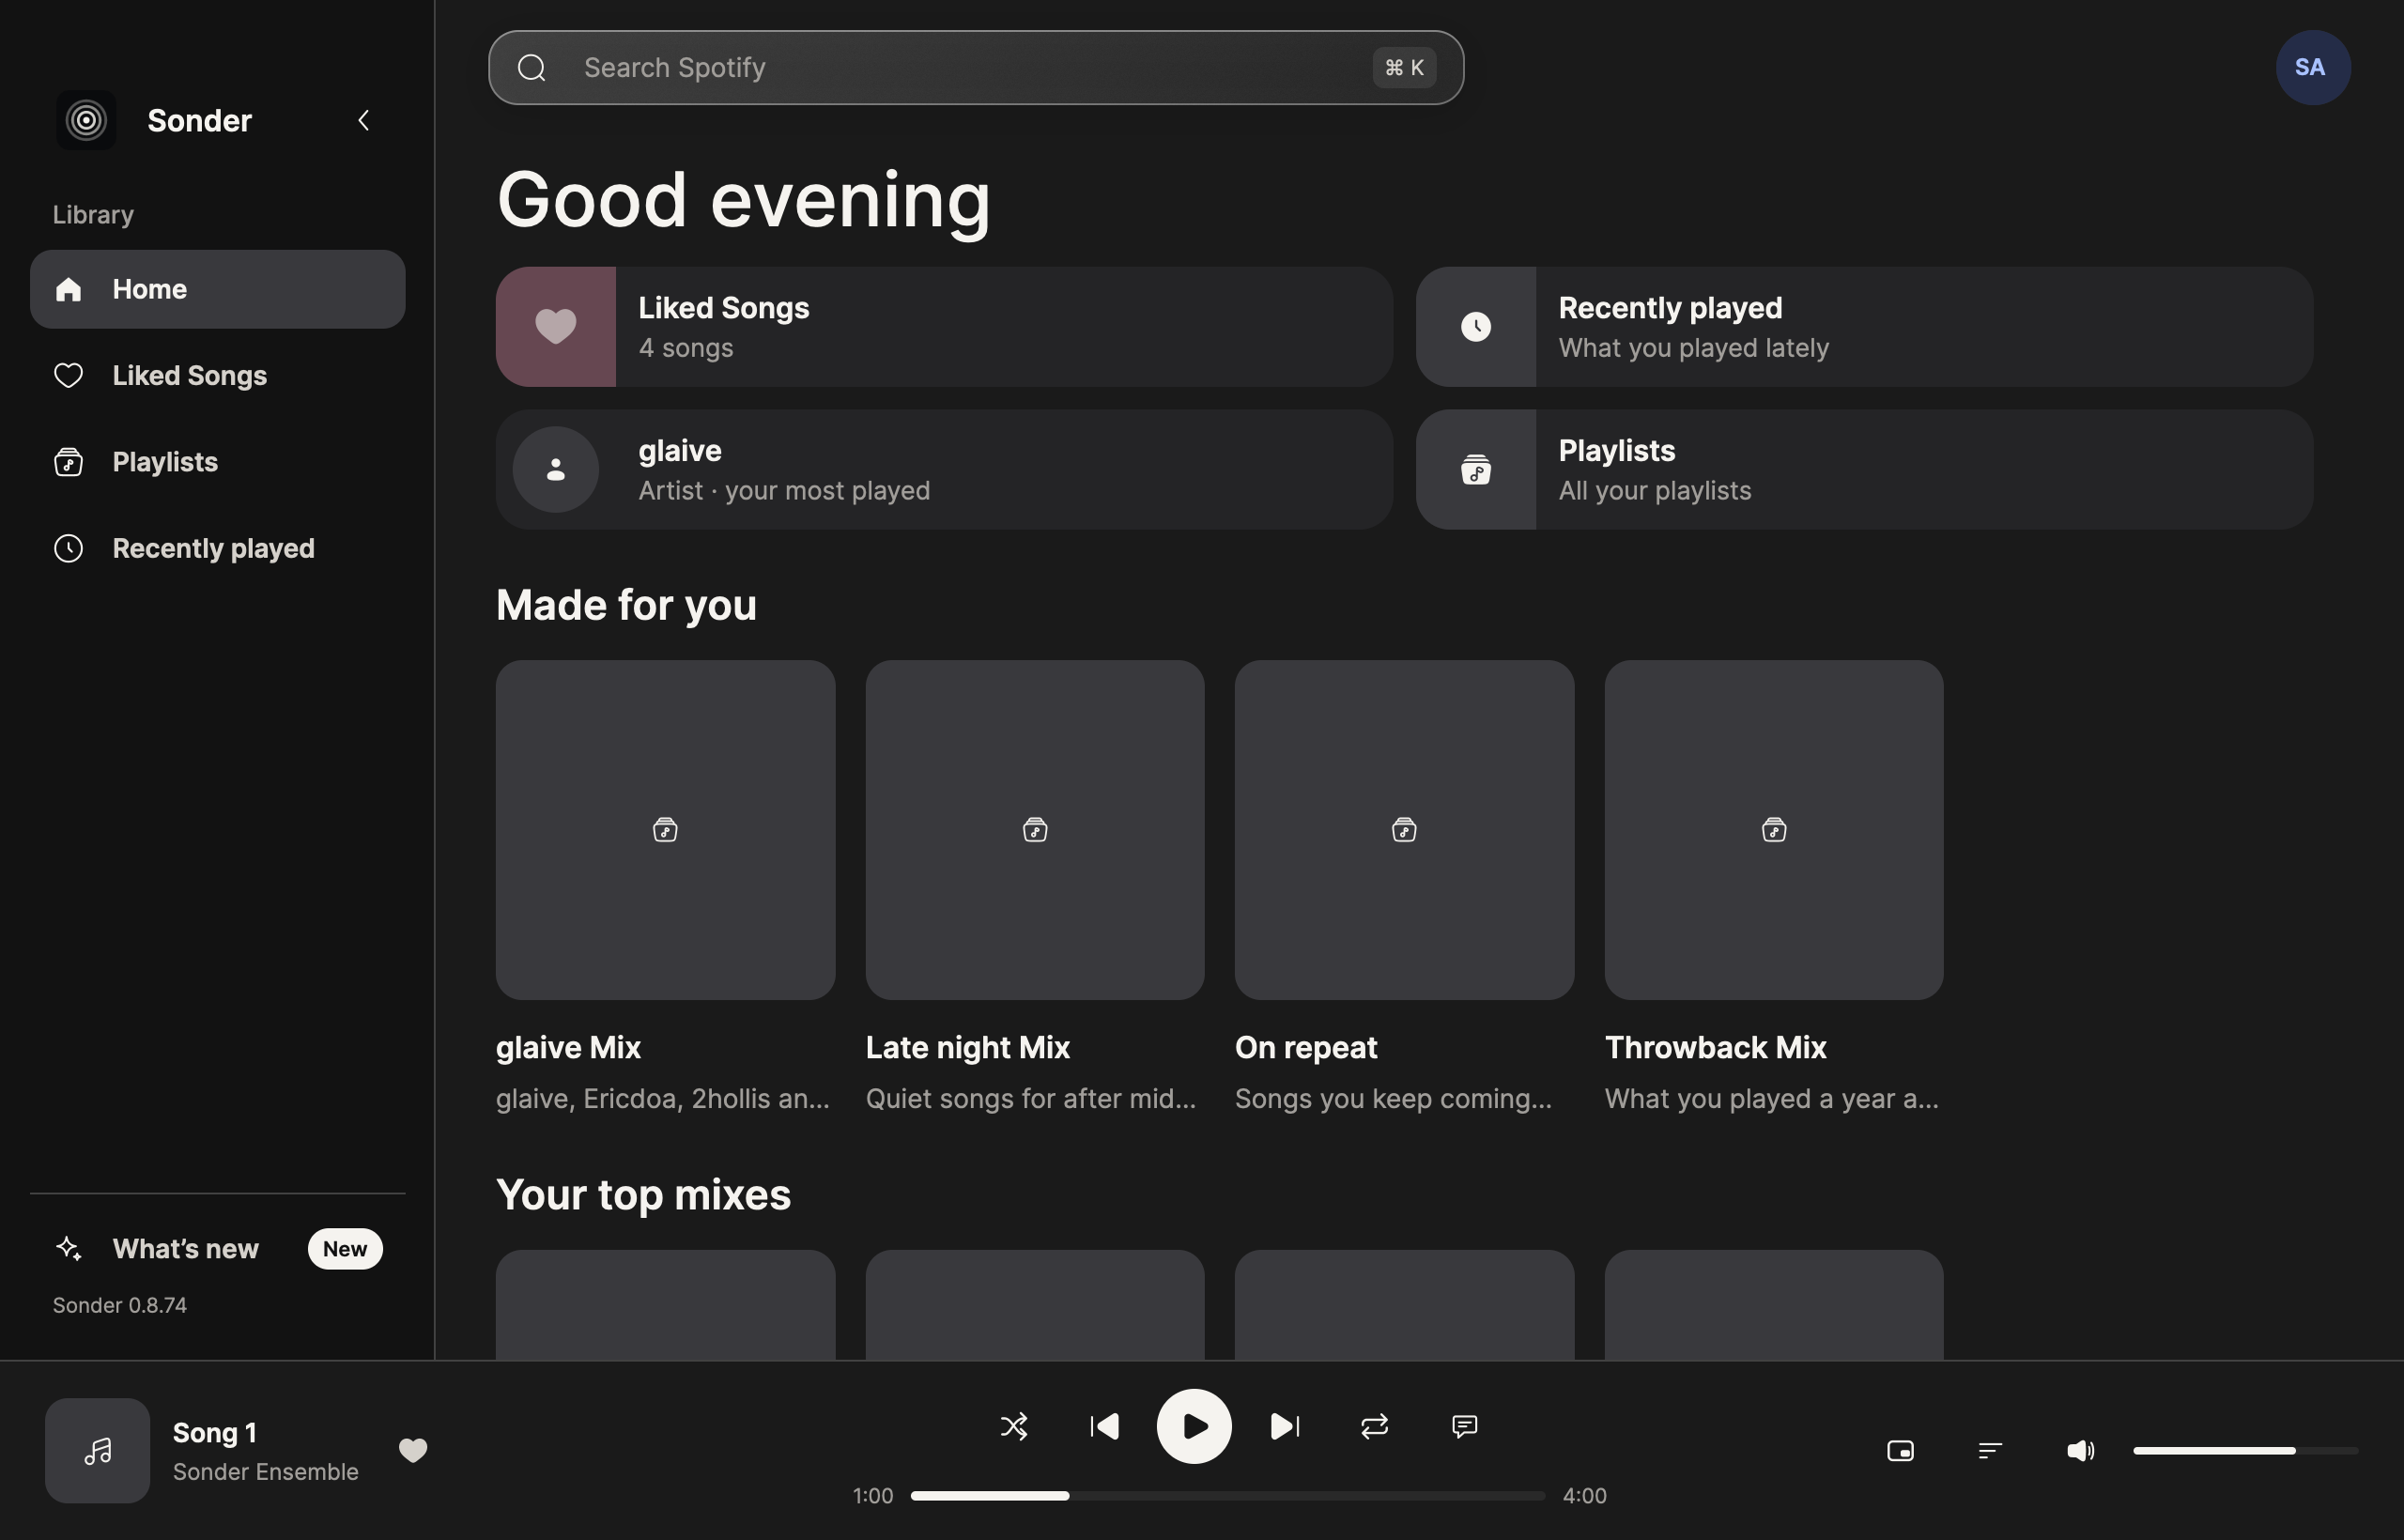 Search Spotify
⌘ K
SA
Sonder
Library
Home
Liked Songs
Playlists
Recently played
Good evening
Liked Songs
4 songs
Recently played
What you played lately
glaive
Artist · your most played
Playlists
All your playlists
Made for you
glaive Mix
glaive, Ericdoa, 2hollis an...
Late night Mix
Quiet songs for after mid...
On repeat
Songs you keep coming...
Throwback Mix
What you played a year a...
Your top mixes
What’s new
New
Sonder 0.8.74
Song 1
Sonder Ensemble
1:00
4:00